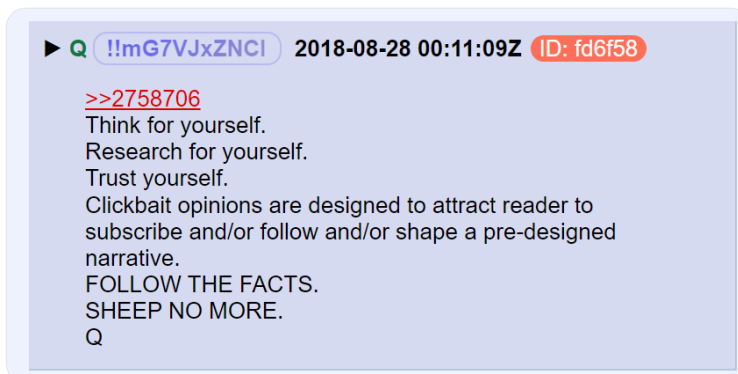 ▶ Q !!mG7VJxZNCI 2018-08-28 00:11:09Z ID: fd6f58
>>2758706
Think for yourself.
Research for yourself.
Trust yourself.
Clickbait opinions are designed to attract reader to
subscribe and/or follow and/or shape a pre-designed
narrative.
FOLLOW THE FACTS.
SHEEP NO MORE.
Q